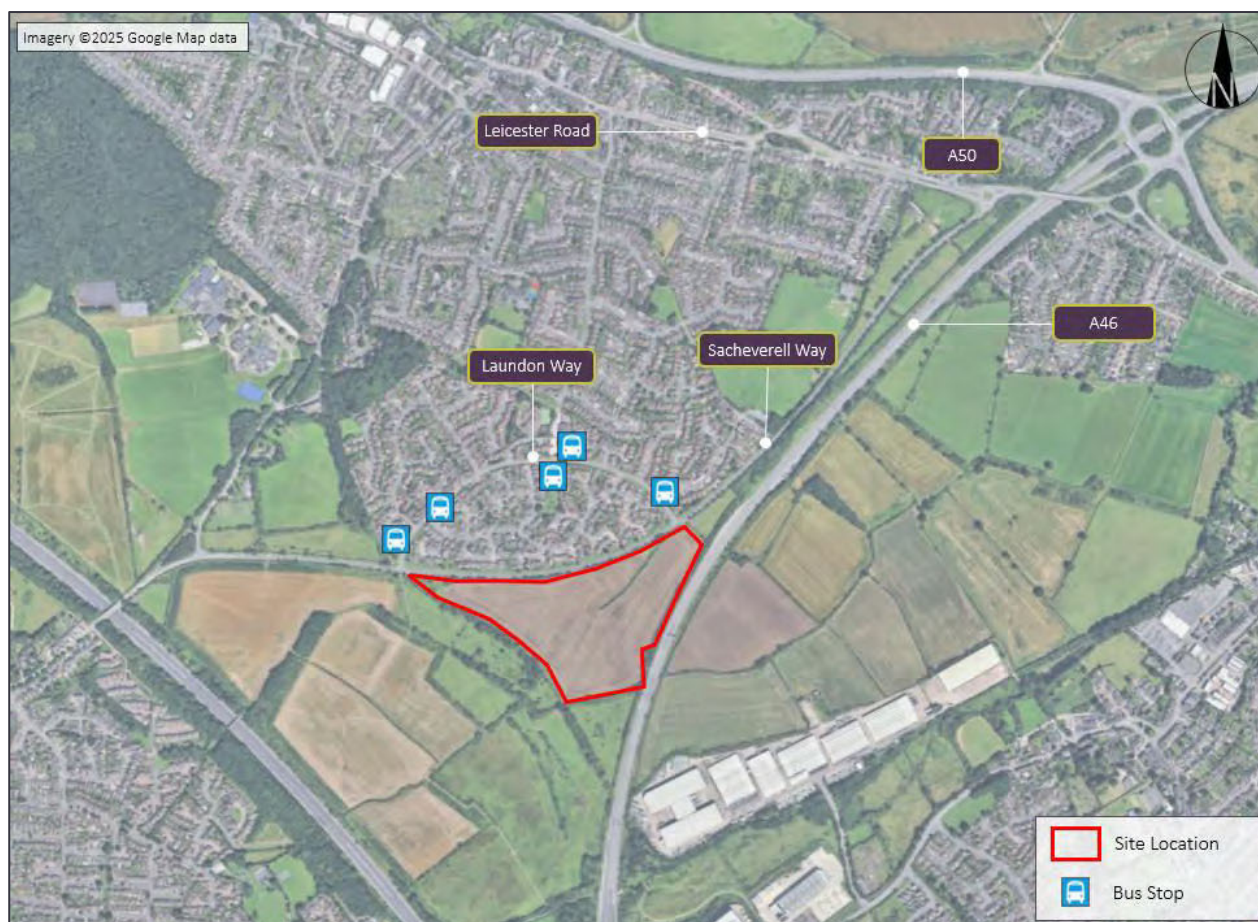 Imagery ©2025 Google Map data
N
Leicester Road
A50
A46
Sacheverell Way
Laundon Way
Site Location
Bus Stop